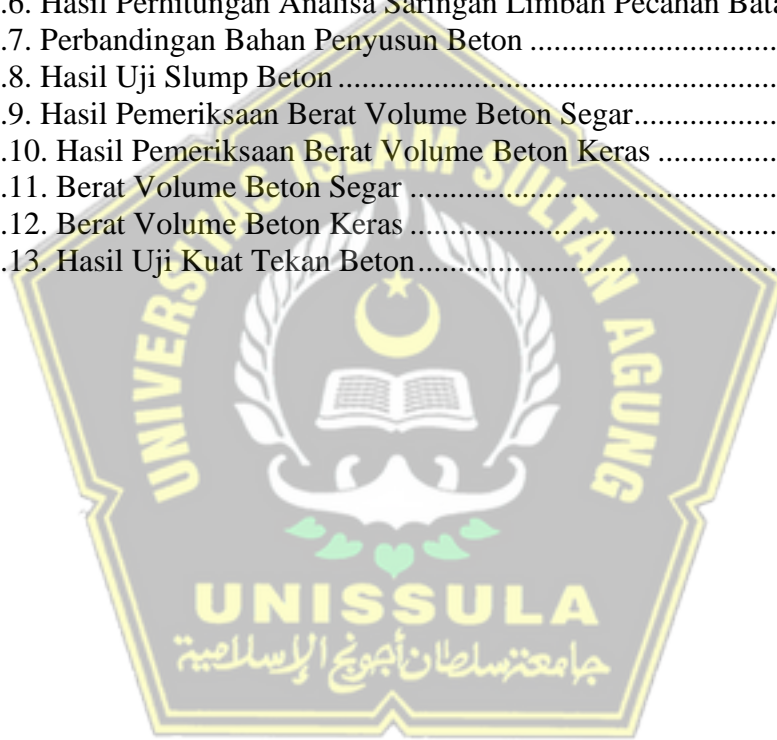 .6. Hasil Perhitungan Analisa Saringan Limbah Pecahan Bata
.7. Perbandingan Bahan Penyusun Beton ..............................
.8. Hasil Uji Slump Beton ......................................................
.9. Hasil Pemeriksaan Berat Volume Beton Segar..................
.10. Hasil Pemeriksaan Berat Volume Beton Keras ..............
.11. Berat Volume Beton Segar .............................................
.12. Berat Volume Beton Keras .............................................
.13. Hasil Uji Kuat Tekan Beton............................................
UNIVERSITAS ISLAM SULTAN AGUNG
UNISSULA
جامعة سلطان أجونج الإسلامية